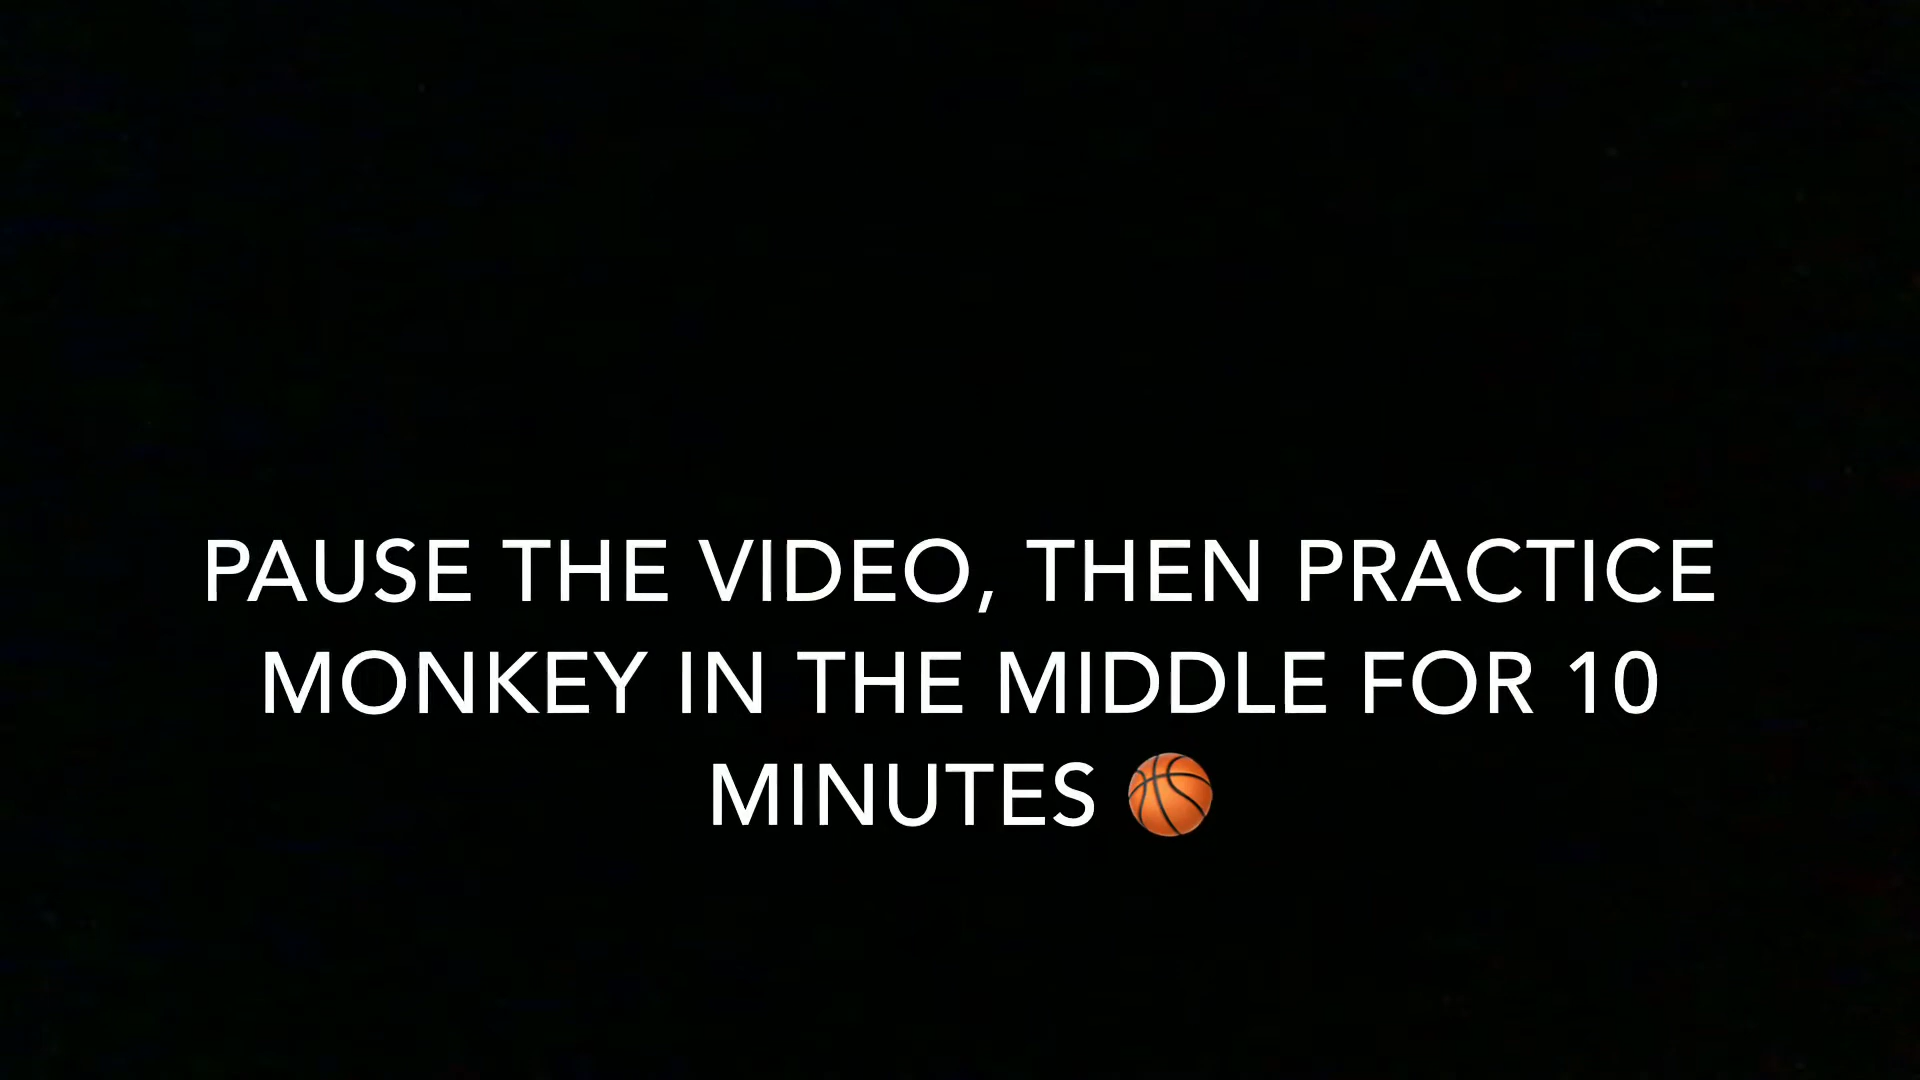 PAUSE THE VIDEO, THEN PRACTICE
MONKEY IN THE MIDDLE FOR 10
MINUTES 🏀